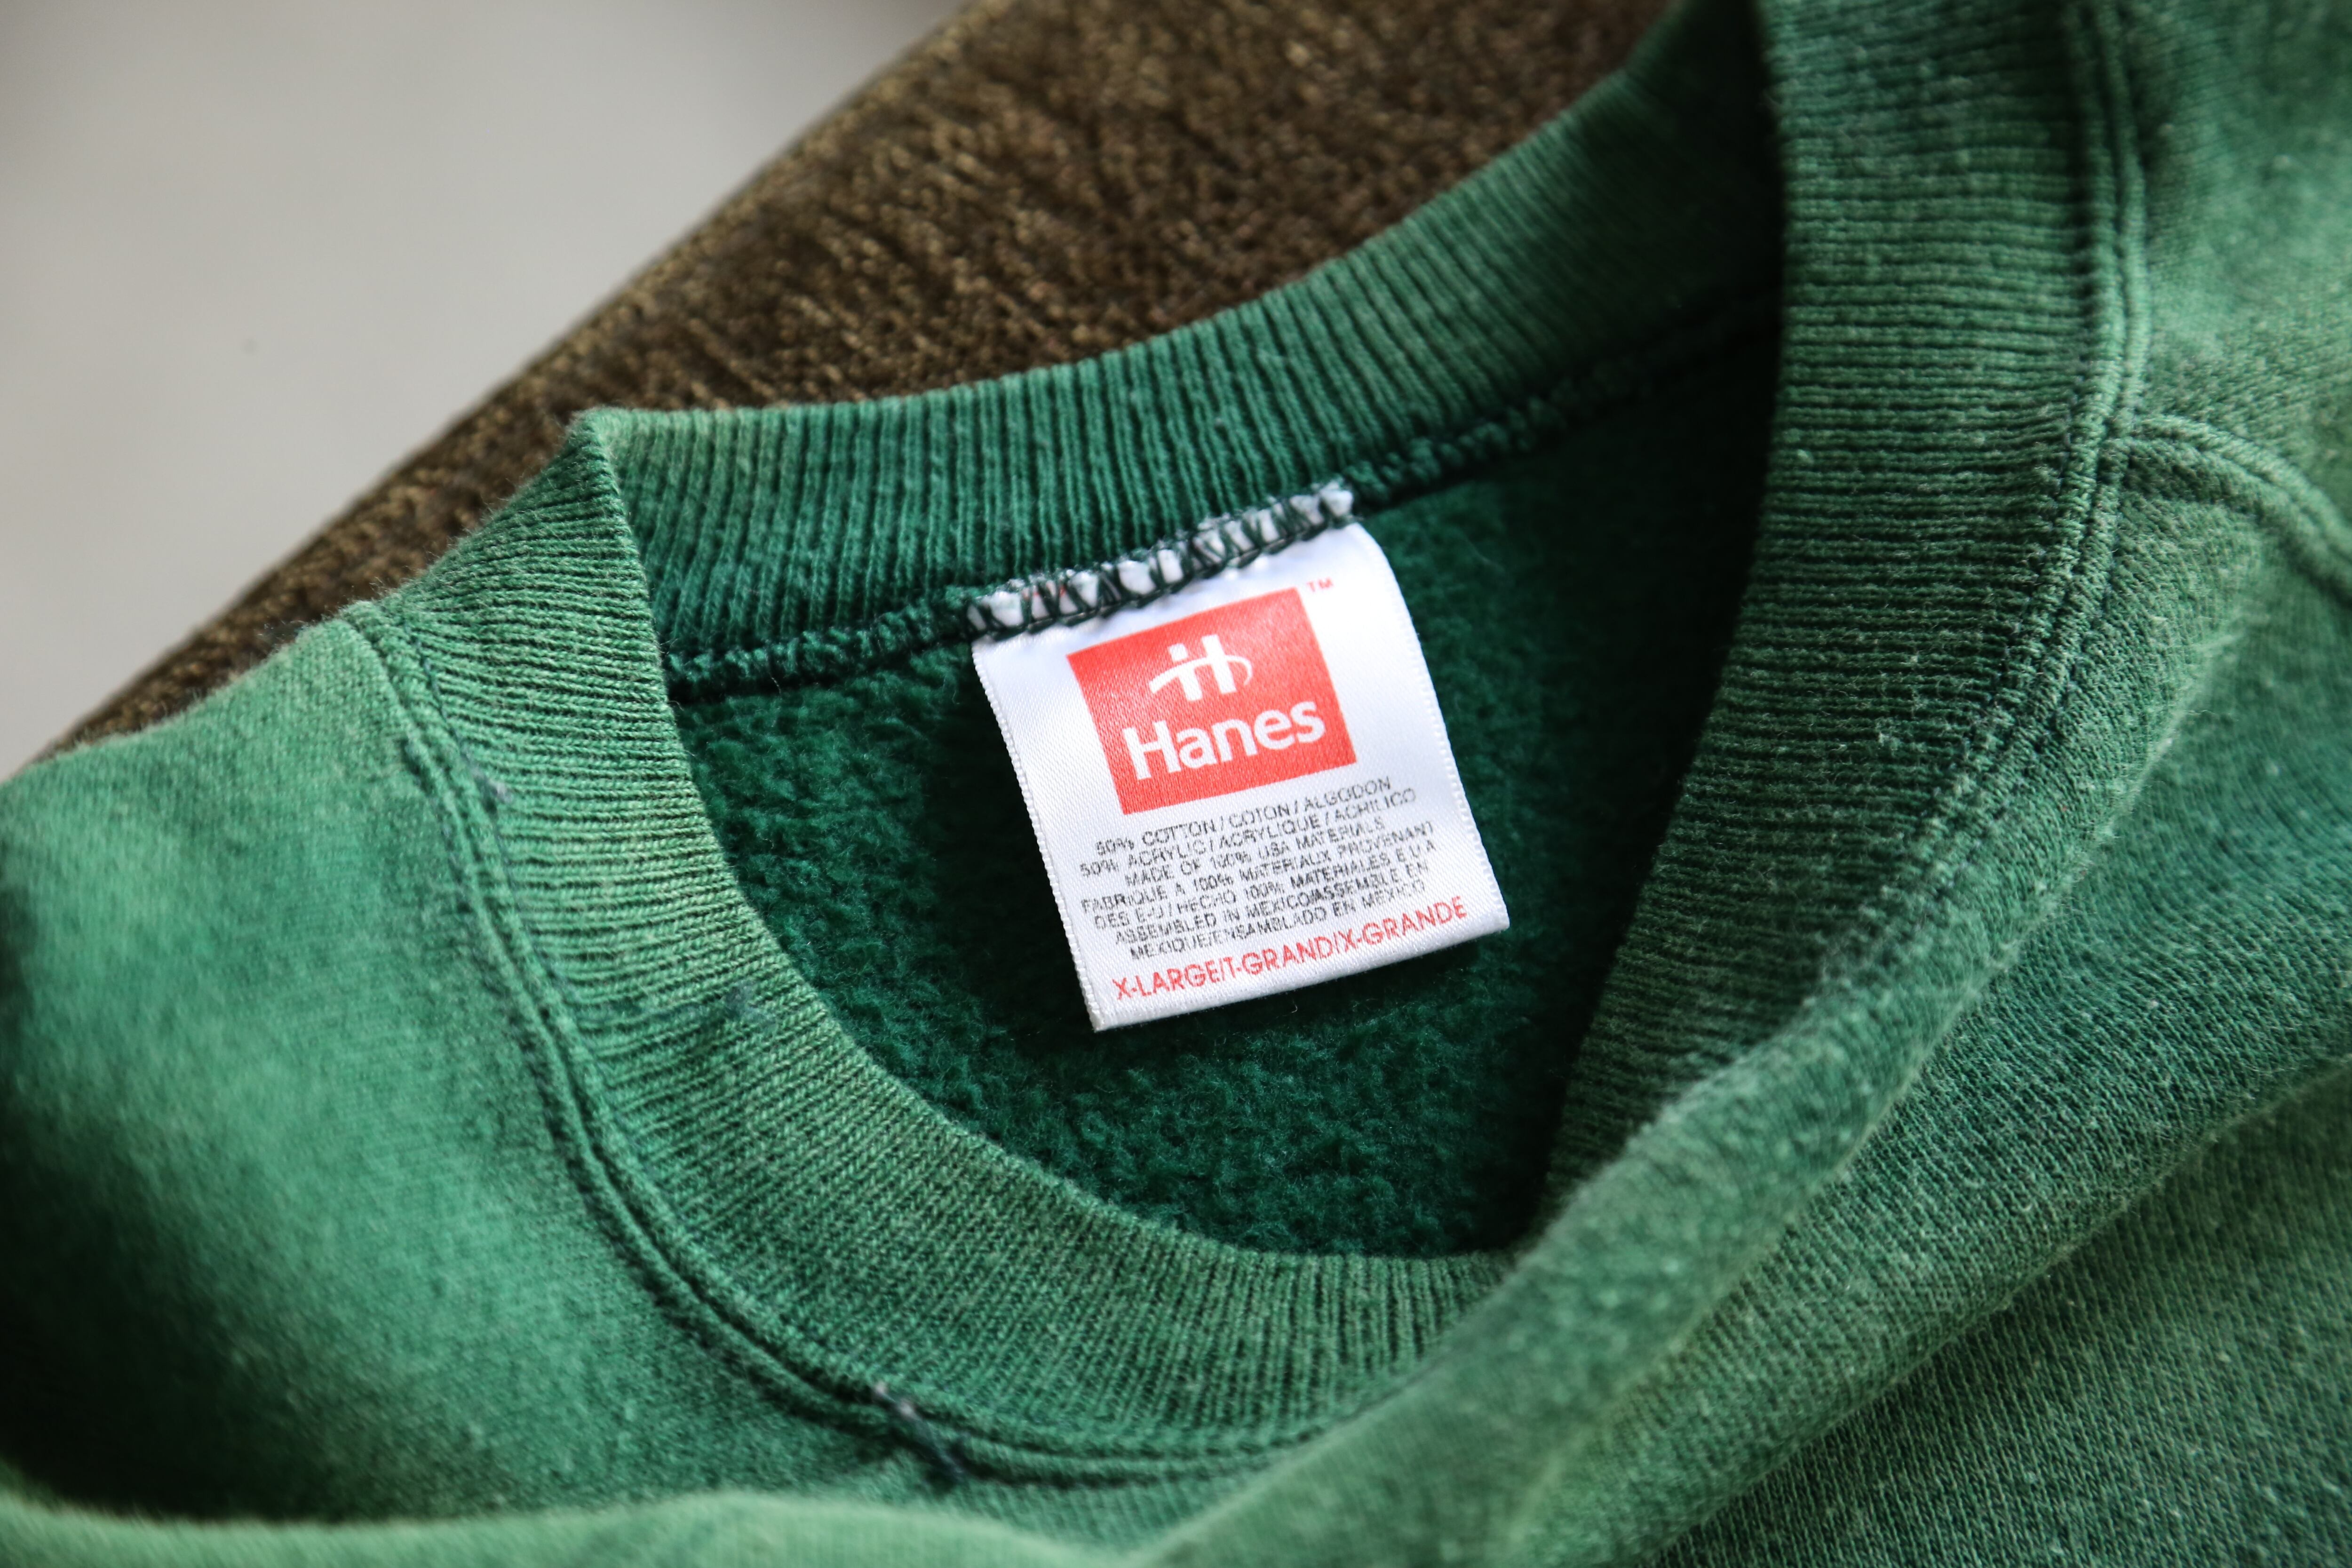 H
Hanes
TM
50% COTTON / COTON / ALGODON
50% ACRYLIC / ACRYLIQUE / ACRILICO
MADE OF 100% USA MATERIALS
FABRIQUE A 100% MATERIAUX PROVENANT
DES E-U / HECHO 100% MATERIALES E.U.A
ASSEMBLED IN MEXICO/ASSEMBLE EN
MEXIQUE/ENSAMBLADO EN MEXICO
X-LARGE/T-GRAND/X-GRANDE